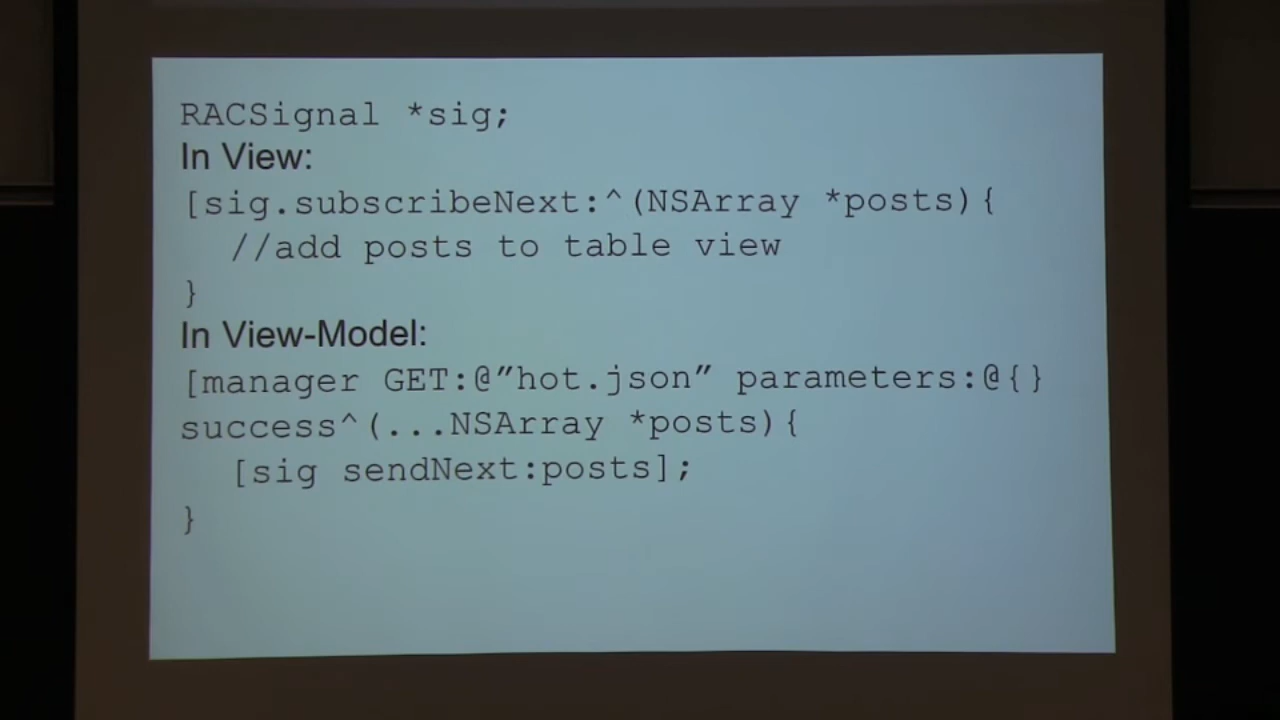 RACSignal *sig;
In View:
[sig.subscribeNext:^(NSArray *posts){
//add posts to table view
}
In View-Model:
[manager GET:@”hot.json” parameters:@{}
success^(...NSArray *posts){
[sig sendNext:posts];
}